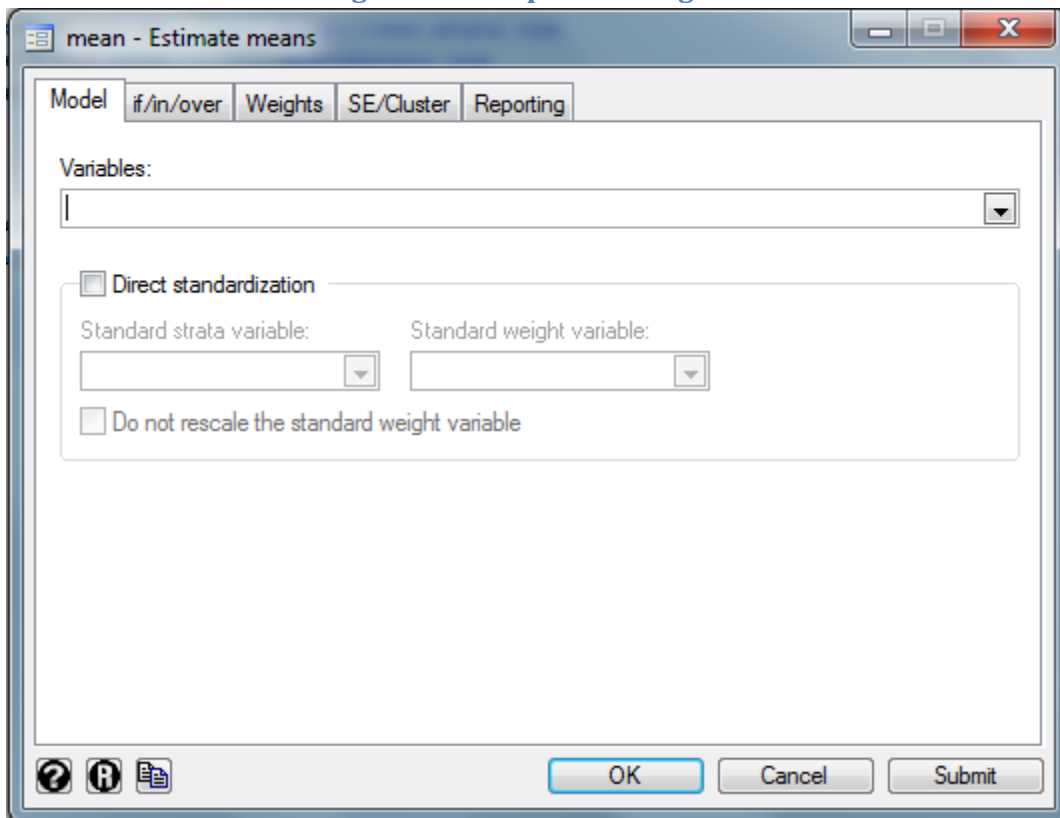 mean - Estimate means
Model if/in/over Weights SE/Cluster Reporting
Variables:
Direct standardization
Standard strata variable: Standard weight variable:
Do not rescale the standard weight variable
? R OK Cancel Submit